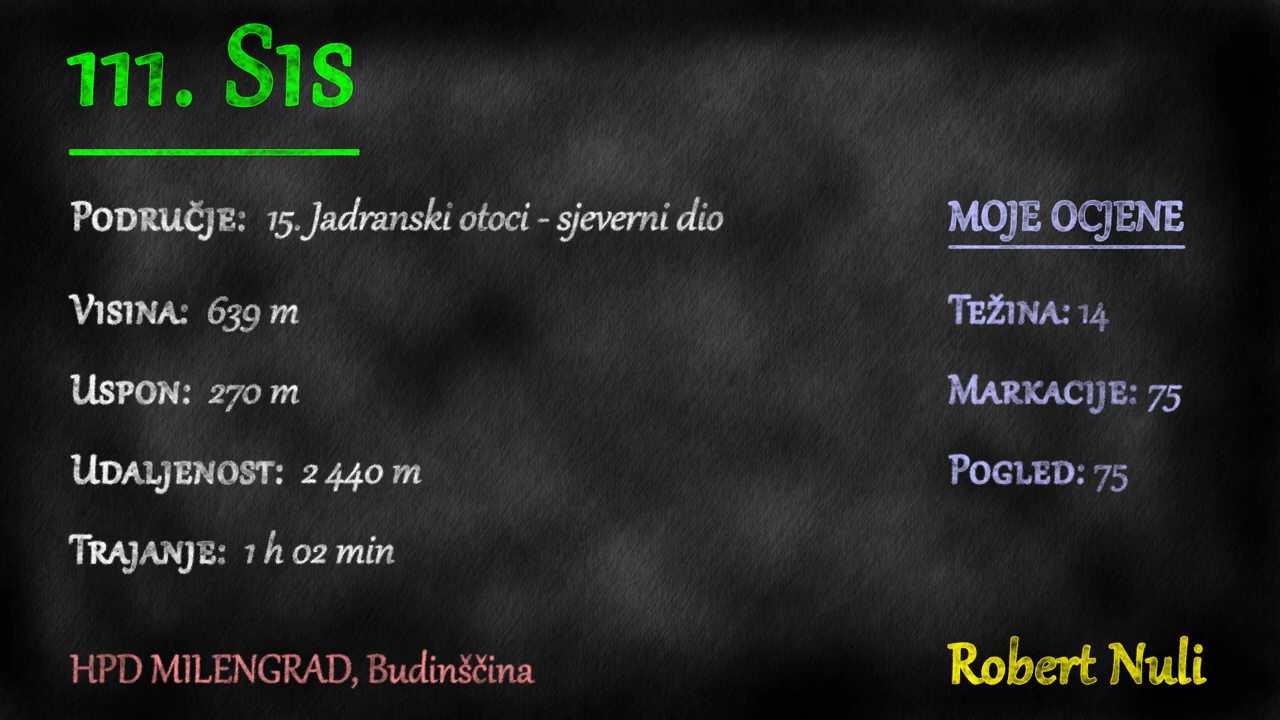 111. Sis
Područje: 15. Jadranski otoci - sjeverni dio
Visina: 639 m
Uspon: 270 m
Udaljenost: 2 440 m
Trajanje: 1 h 02 min
MOJE OCJENE
Težina: 14
Markacije: 75
Pogled: 75
HPD MILENGRAD, Budinščina
Robert Nuli